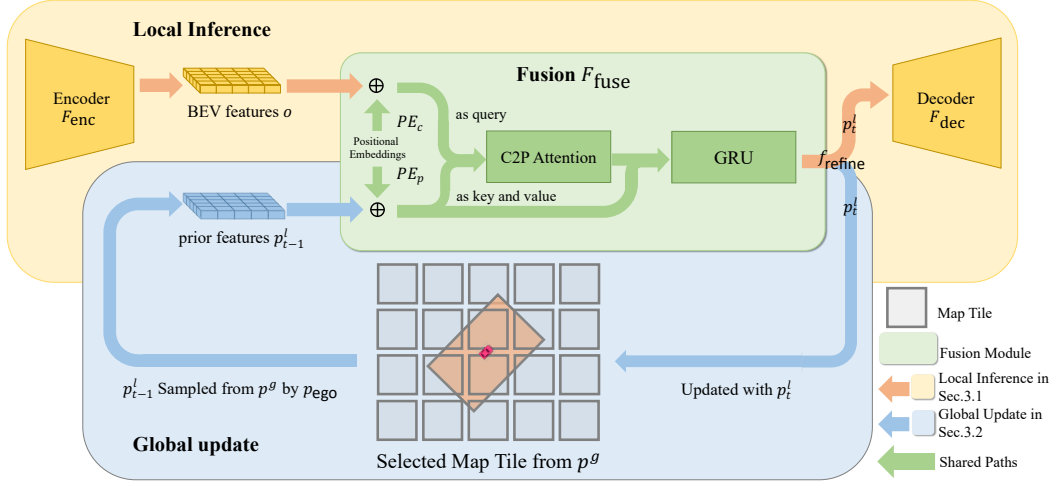 Local Inference
Encoder
F_enc
BEV features o
Fusion F_fuse
⊕
PE_c
Positional
Embeddings
PE_p
⊕
as query
C2P Attention
as key and value
GRU
f_refine
p_t^l
p_t^l
Decoder
F_dec
prior features p_{t-1}^l
p_{t-1}^l Sampled from p^g by p_ego
Updated with p_t^l
Global update
Selected Map Tile from p^g
Map Tile
Fusion Module
Local Inference in
Sec.3.1
Global Update in
Sec.3.2
Shared Paths